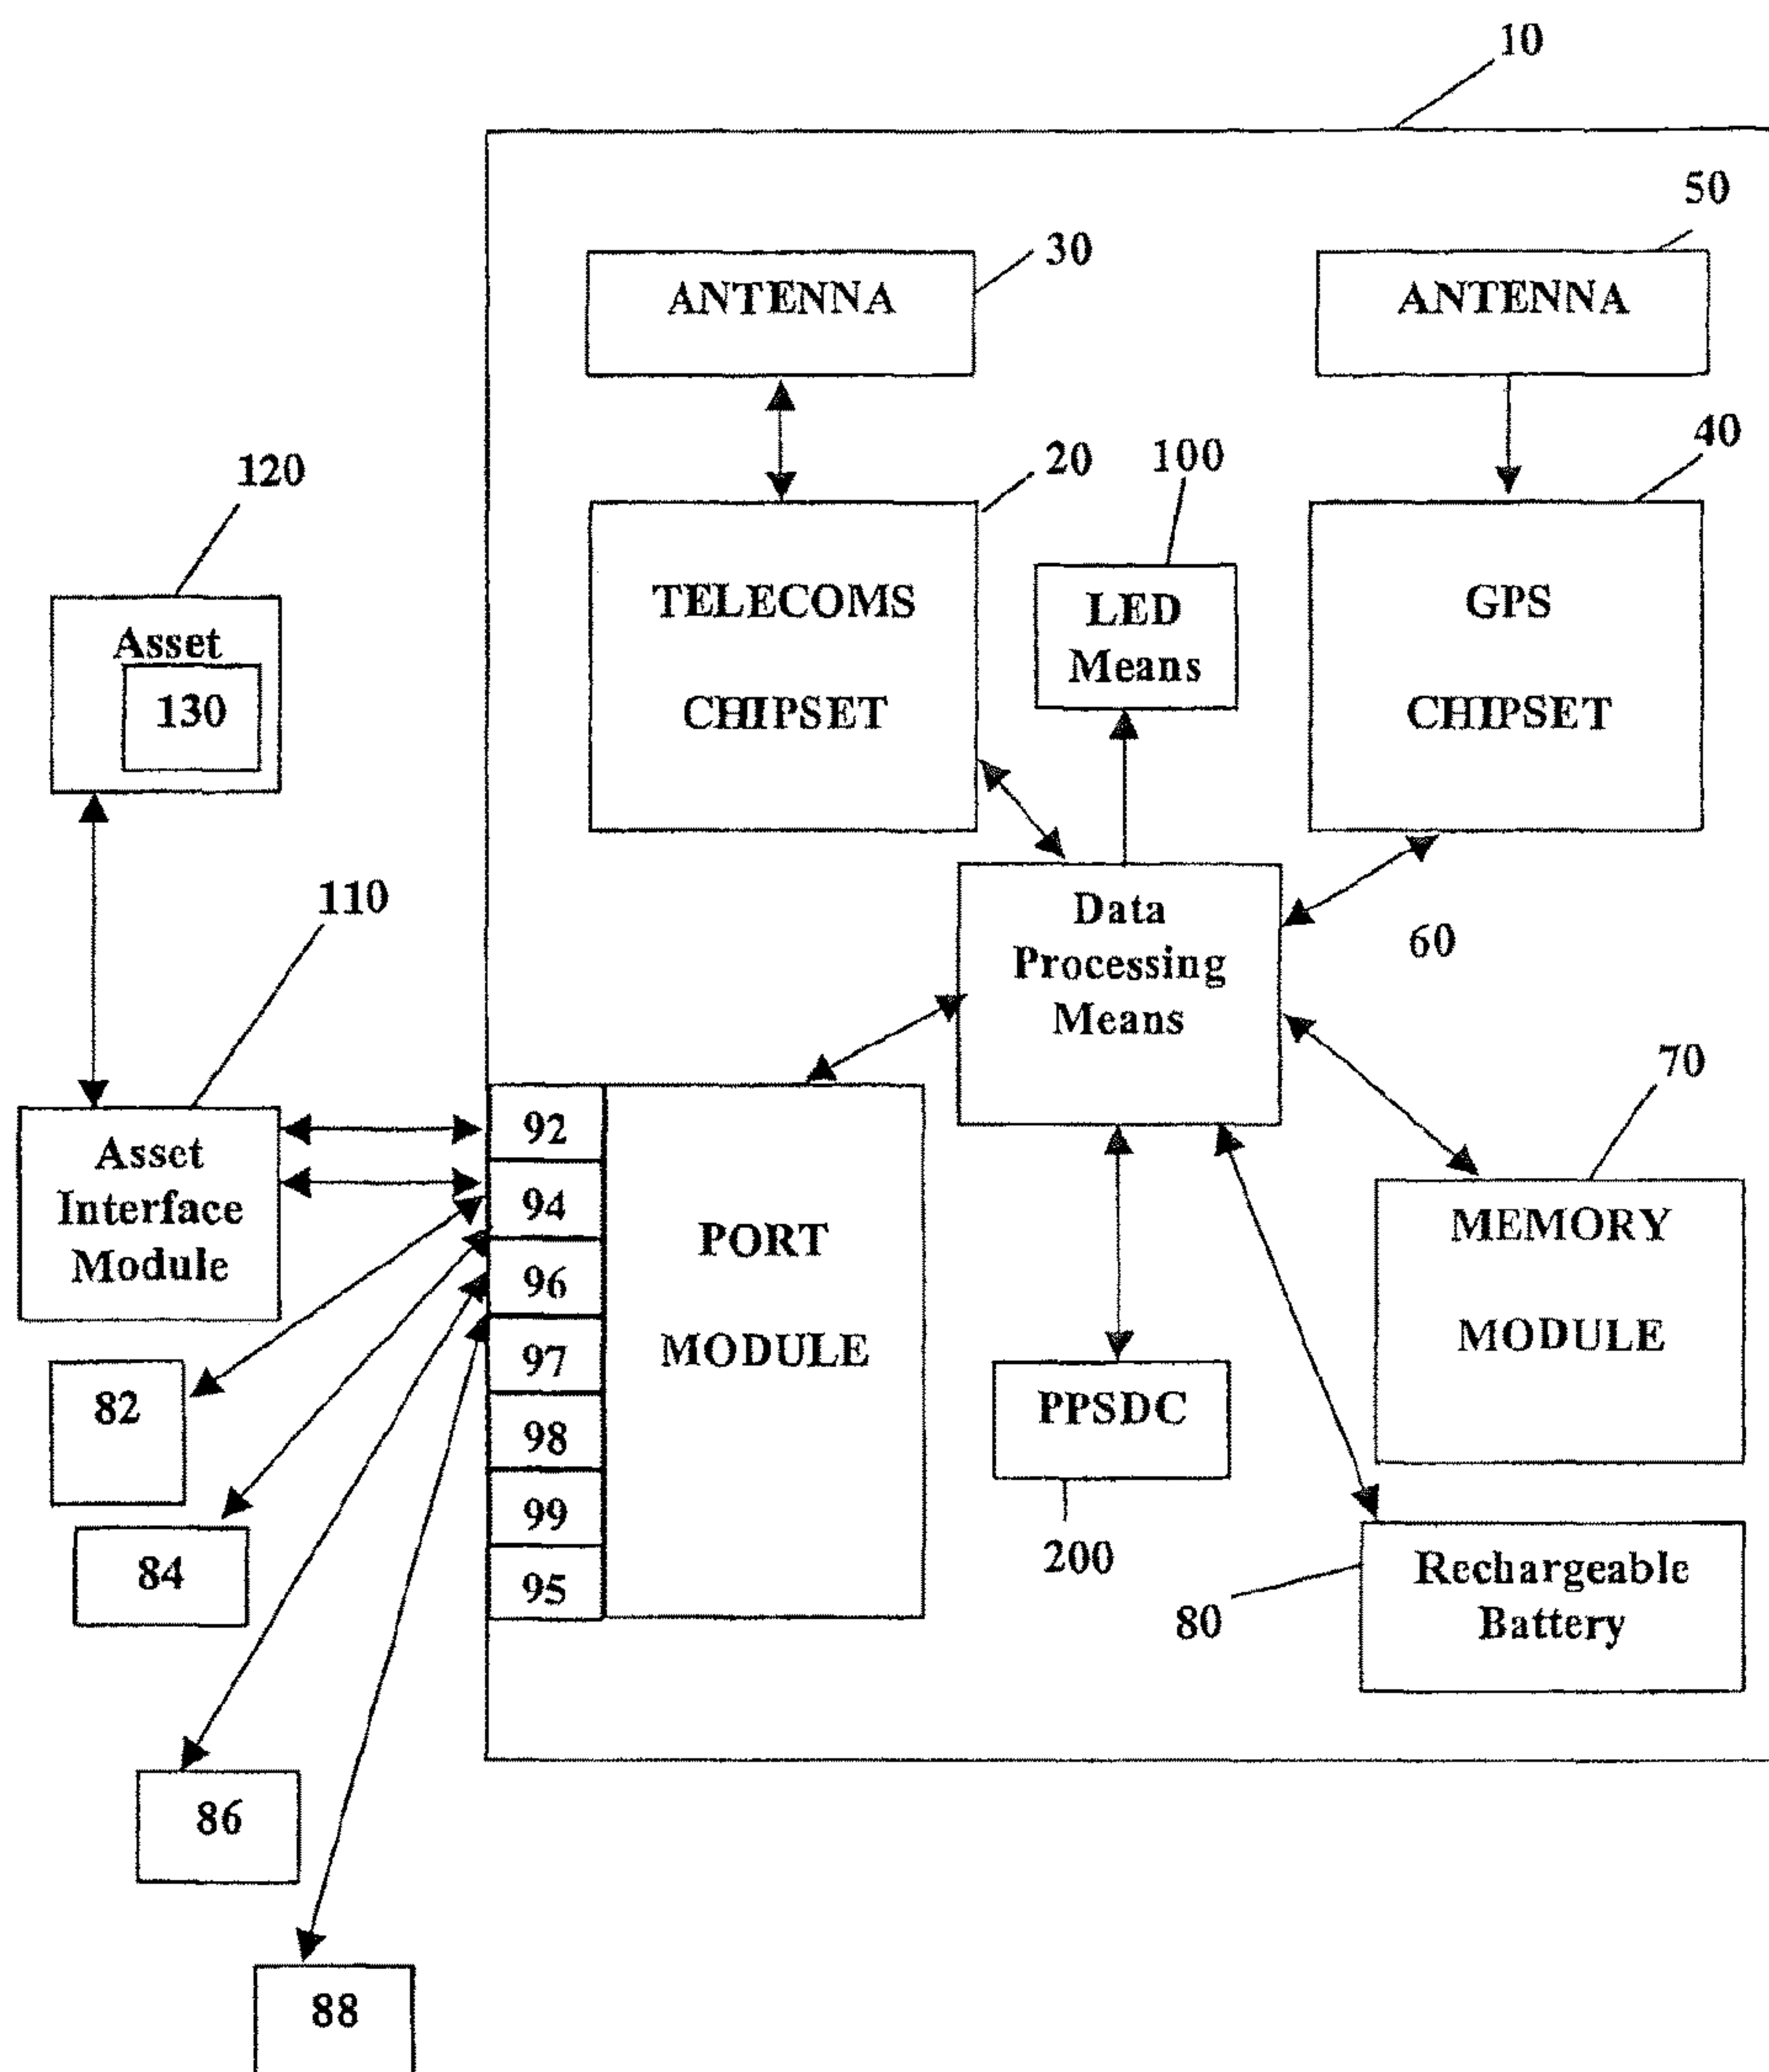 10
50
30
ANTENNA
ANTENNA
40
20
100
120
TELECOMS
CHIPSET
LED
Means
GPS
CHIPSET
Asset
130
110
Data
Processing
Means
60
70
Asset
Interface
Module
92
94
96
97
98
99
95
PORT
MODULE
MEMORY
MODULE
82
PPSDC
84
200
80
Rechargeable
Battery
86
88